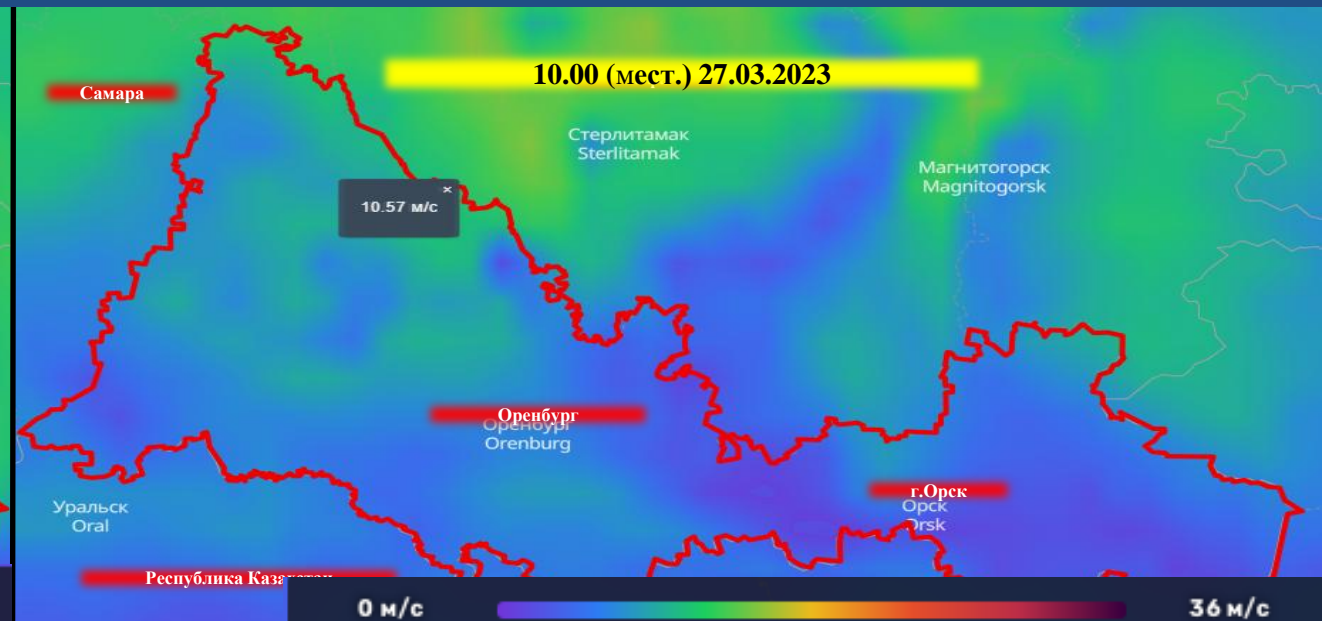 10.00 (мест.) 27.03.2023
Самара
Стерлитамак
Sterlitamak
Магнитогорск
Magnitogorsk
×
10.57 м/с
Оренбург
Оренбург
Orenburg
г.Орск
Орск
Orsk
Уральск
Oral
Республика Казахстан
0 м/с
36 м/с